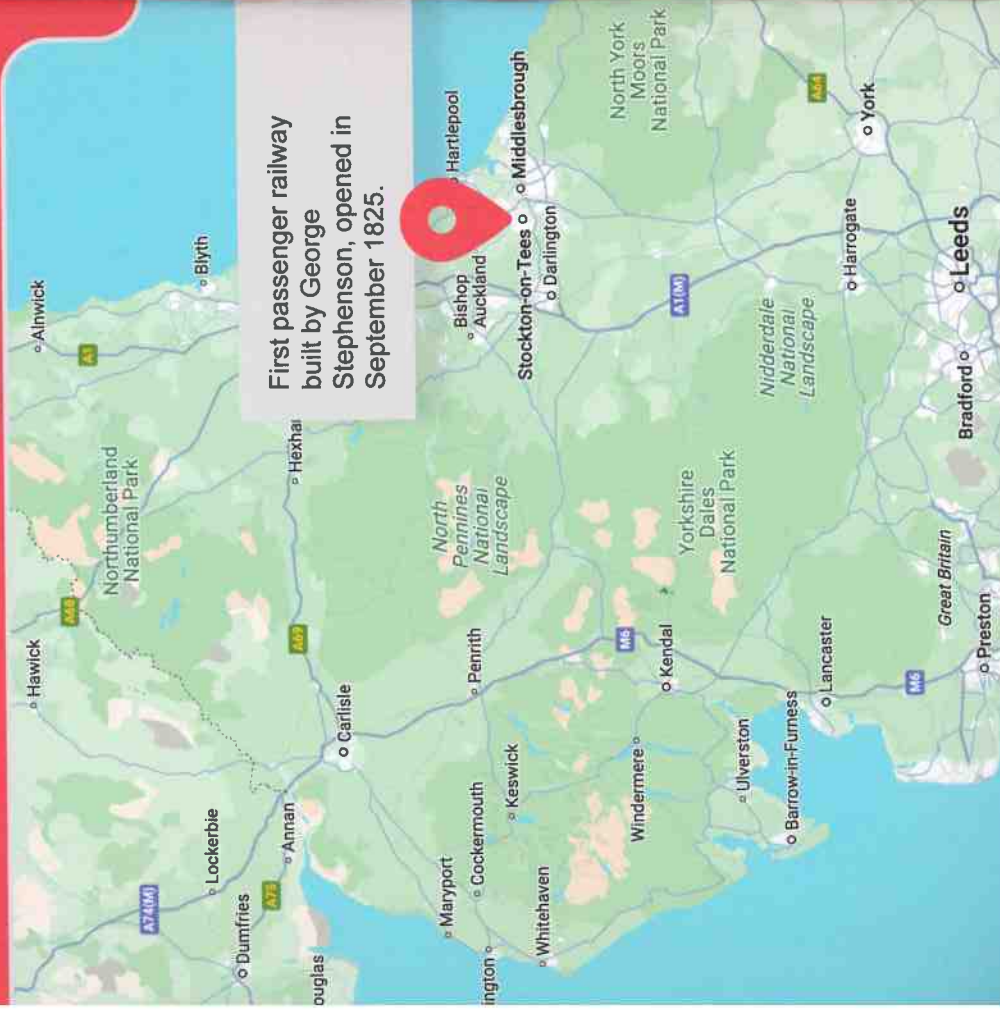 Hawick
Alnwick
A68
A1
Northumberland
National Park
A74(M)
Blyth
Lockerbie
Dumfries
A75
Annan
First passenger railway
built by George
Stephenson, opened in
September 1825.
Hexha
A69
ouglas
Carlisle
Maryport
North
Pennines
National
Landscape
Hartlepool
Bishop
Auckland
Penrith
Cockermouth
ington
Keswick
Middlesbrough
Stockton-on-Tees
Whitehaven
Darlington
North York
Moors
National Park
M6
Windermere
Kendal
A1(M)
Yorkshire
Dales
National Park
Ulverston
Nidderdale
National
Landscape
Barrow-in-Furness
A64
Lancaster
Harrogate
York
M6
Great Britain
Leeds
Bradford
Preston